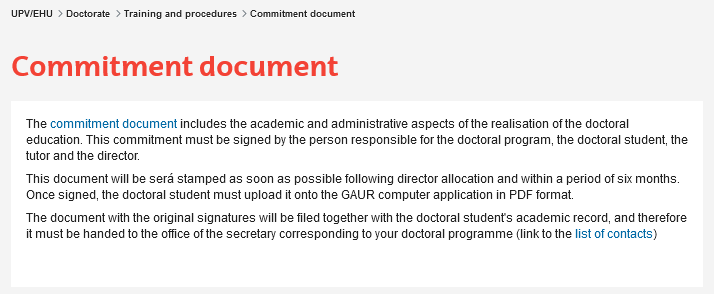 UPV/EHU > Doctorate > Training and procedures > Commitment document
Commitment document
The commitment document includes the academic and administrative aspects of the realisation of the doctoral
education. This commitment must be signed by the person responsible for the doctoral program, the doctoral student, the
tutor and the director.
This document will be será stamped as soon as possible following director allocation and within a period of six months.
Once signed, the doctoral student must upload it onto the GAUR computer application in PDF format.
The document with the original signatures will be filed together with the doctoral student's academic record, and therefore
it must be handed to the office of the secretary corresponding to your doctoral programme (link to the list of contacts)